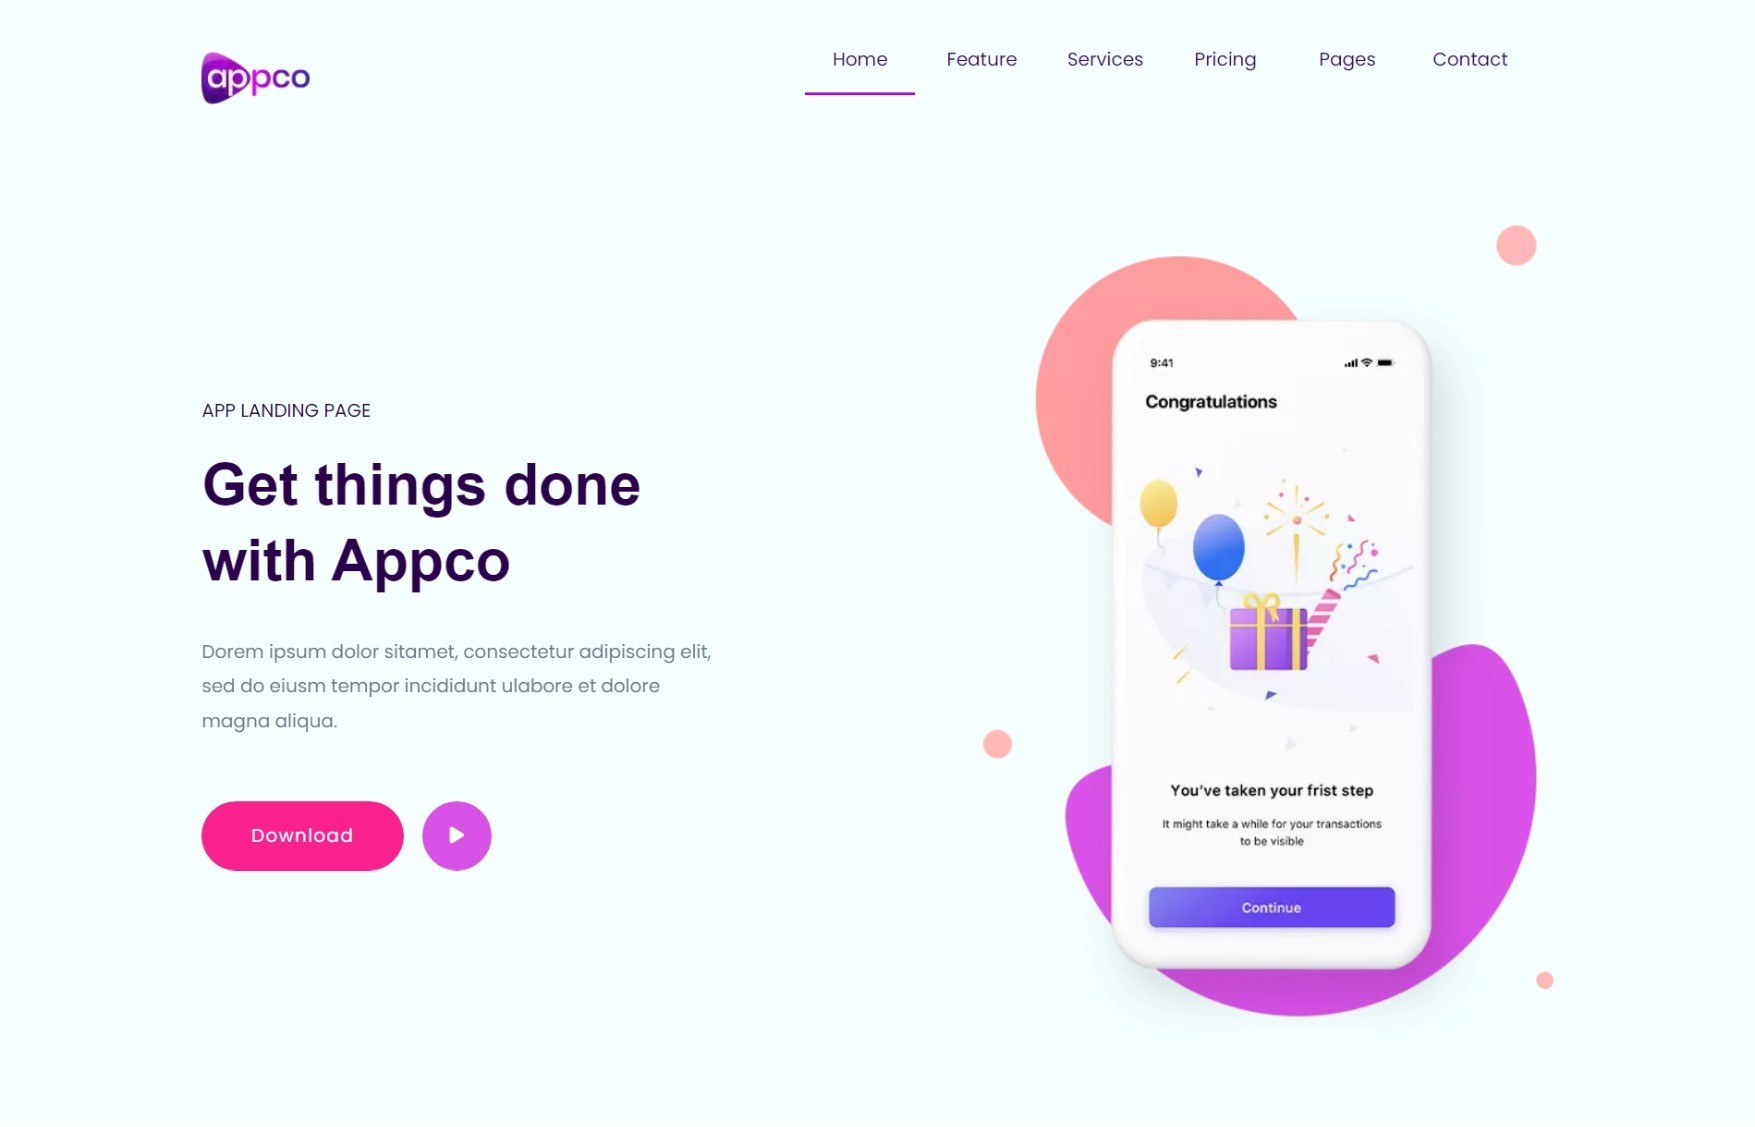 appco
Home Feature Services Pricing Pages Contact
APP LANDING PAGE
Get things done
with Appco
Dorem ipsum dolor sitamet, consectetur adipiscing elit,
sed do eiusm tempor incididunt ulabore et dolore
magna aliqua.
Download
9:41
Congratulations
You've taken your frist step
It might take a while for your transactions
to be visible
Continue